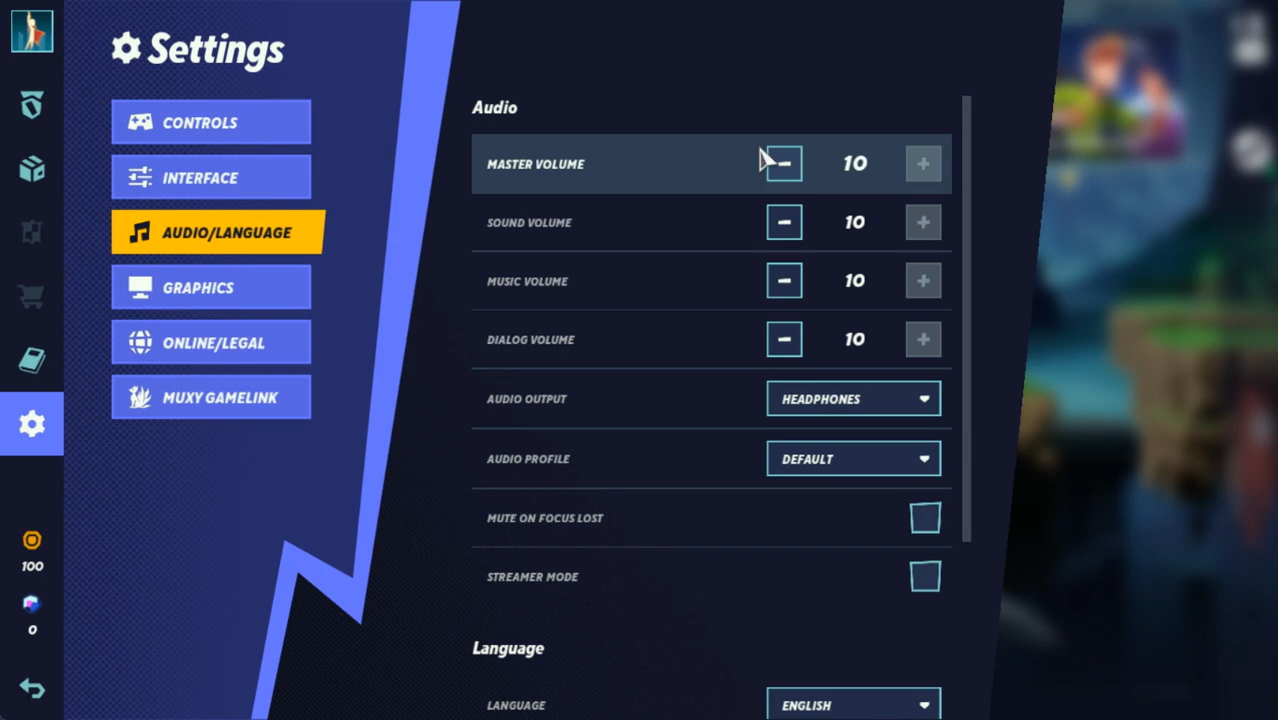 Settings
CONTROLS
INTERFACE
AUDIO/LANGUAGE
GRAPHICS
ONLINE/LEGAL
MUXY GAMELINK
100
0
Audio
MASTER VOLUME - 10 +
SOUND VOLUME - 10 +
MUSIC VOLUME - 10 +
DIALOG VOLUME - 10 +
AUDIO OUTPUT HEADPHONES
AUDIO PROFILE DEFAULT
MUTE ON FOCUS LOST
STREAMER MODE
Language
LANGUAGE ENGLISH